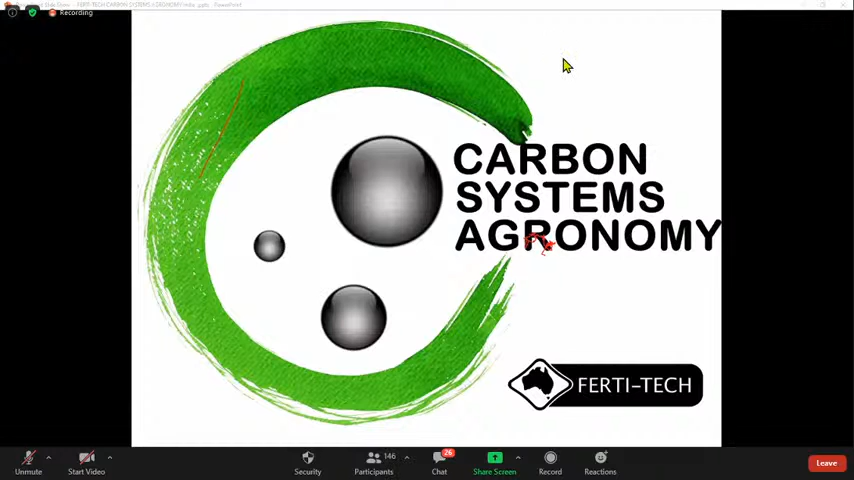 Recording
CARBON
SYSTEMS
AGRONOMY
FERTI-TECH
Unmute
Start Video
Security
146
Participants
26
Chat
Share Screen
Record
Reactions
Leave